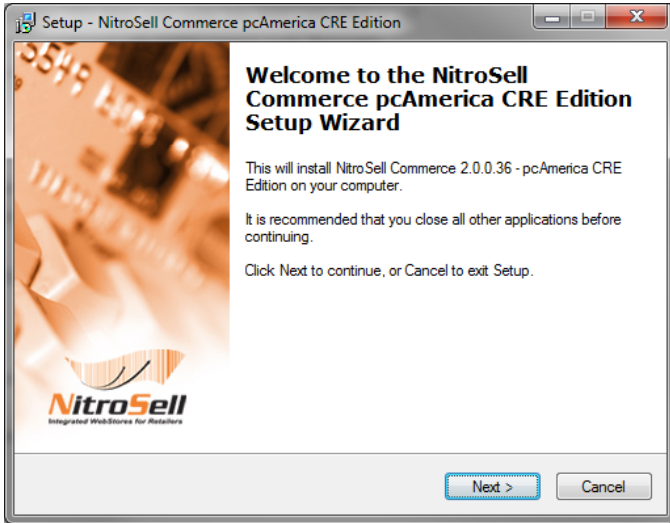 Setup - NitroSell Commerce pcAmerica CRE Edition
Welcome to the NitroSell
Commerce pcAmerica CRE Edition
Setup Wizard
This will install NitroSell Commerce 2.0.0.36 - pcAmerica CRE
Edition on your computer.
It is recommended that you close all other applications before
continuing.
Click Next to continue, or Cancel to exit Setup.
NitroSell
Integrated WebStores for Retailers
Next >
Cancel